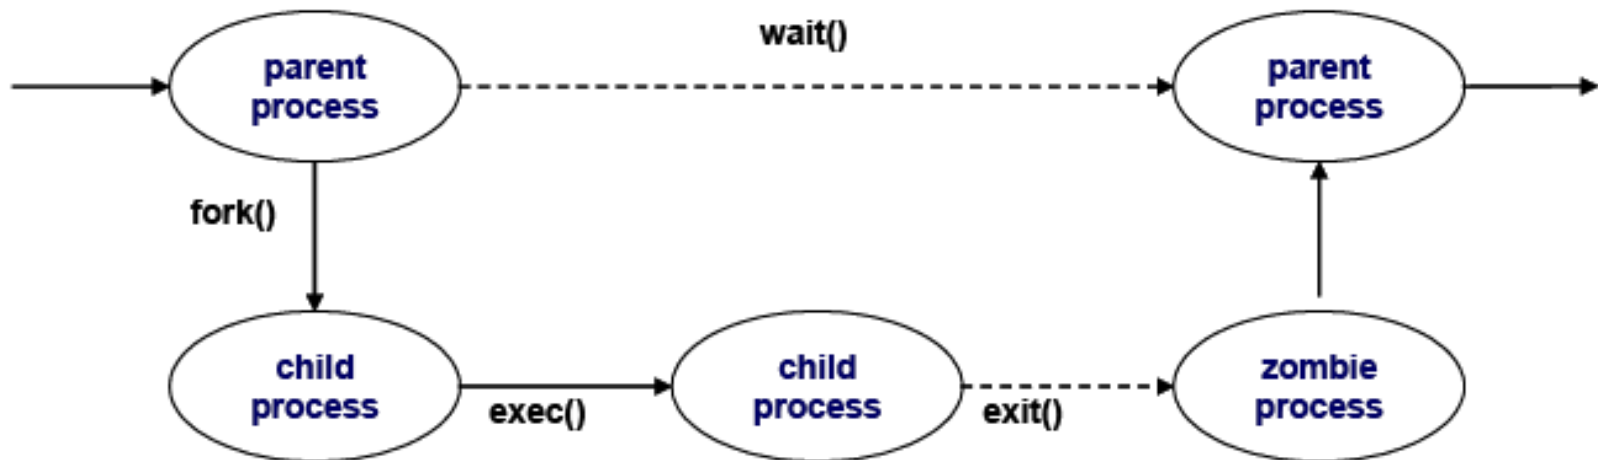 parent
process
wait()
parent
process
fork()
child
process
exec()
child
process
exit()
zombie
process